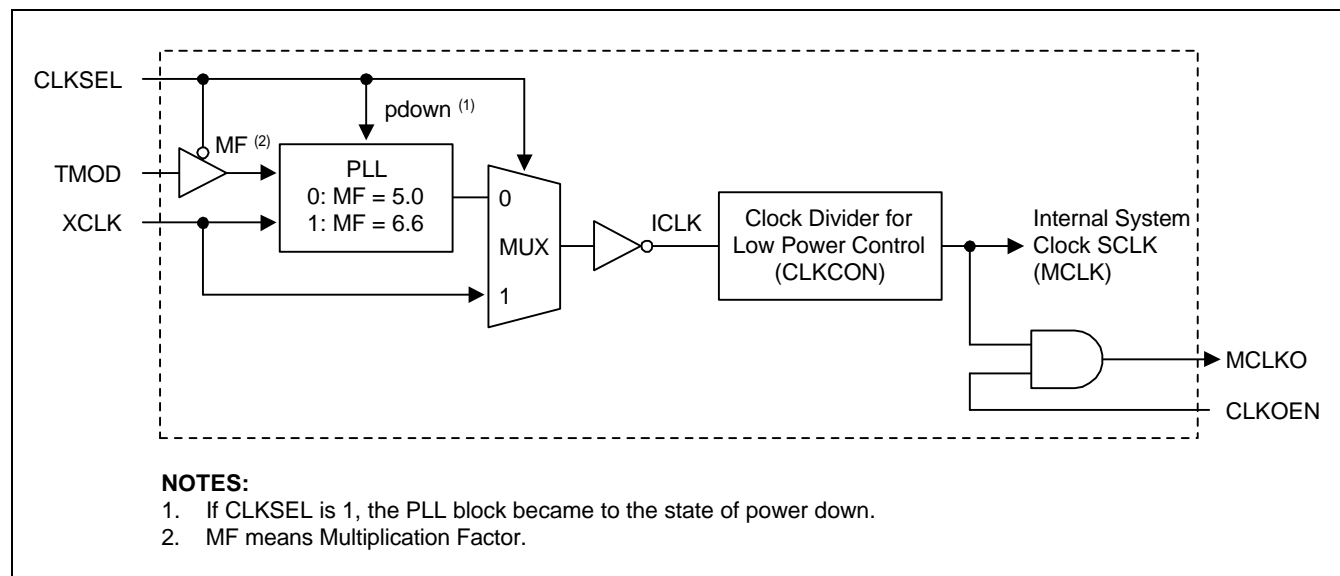 CLKSEL
pdown (1)
MF (2)
TMOD
XCLK
PLL
0: MF = 5.0
1: MF = 6.6
0
MUX
1
ICLK
Clock Divider for
Low Power Control
(CLKCON)
Internal System
Clock SCLK
(MCLK)
MCLKO
CLKOEN
NOTES:
1. If CLKSEL is 1, the PLL block became to the state of power down.
2. MF means Multiplication Factor.